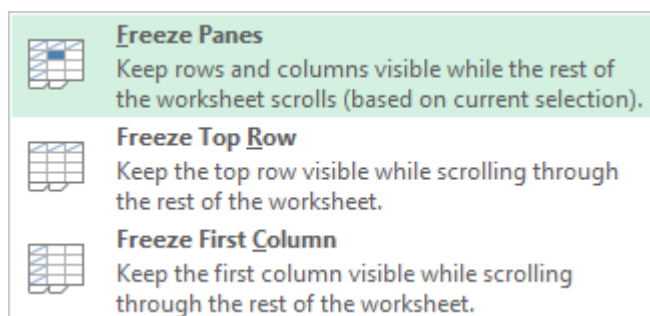 Freeze Panes
Keep rows and columns visible while the rest of
the worksheet scrolls (based on current selection).
Freeze Top Row
Keep the top row visible while scrolling through
the rest of the worksheet.
Freeze First Column
Keep the first column visible while scrolling
through the rest of the worksheet.